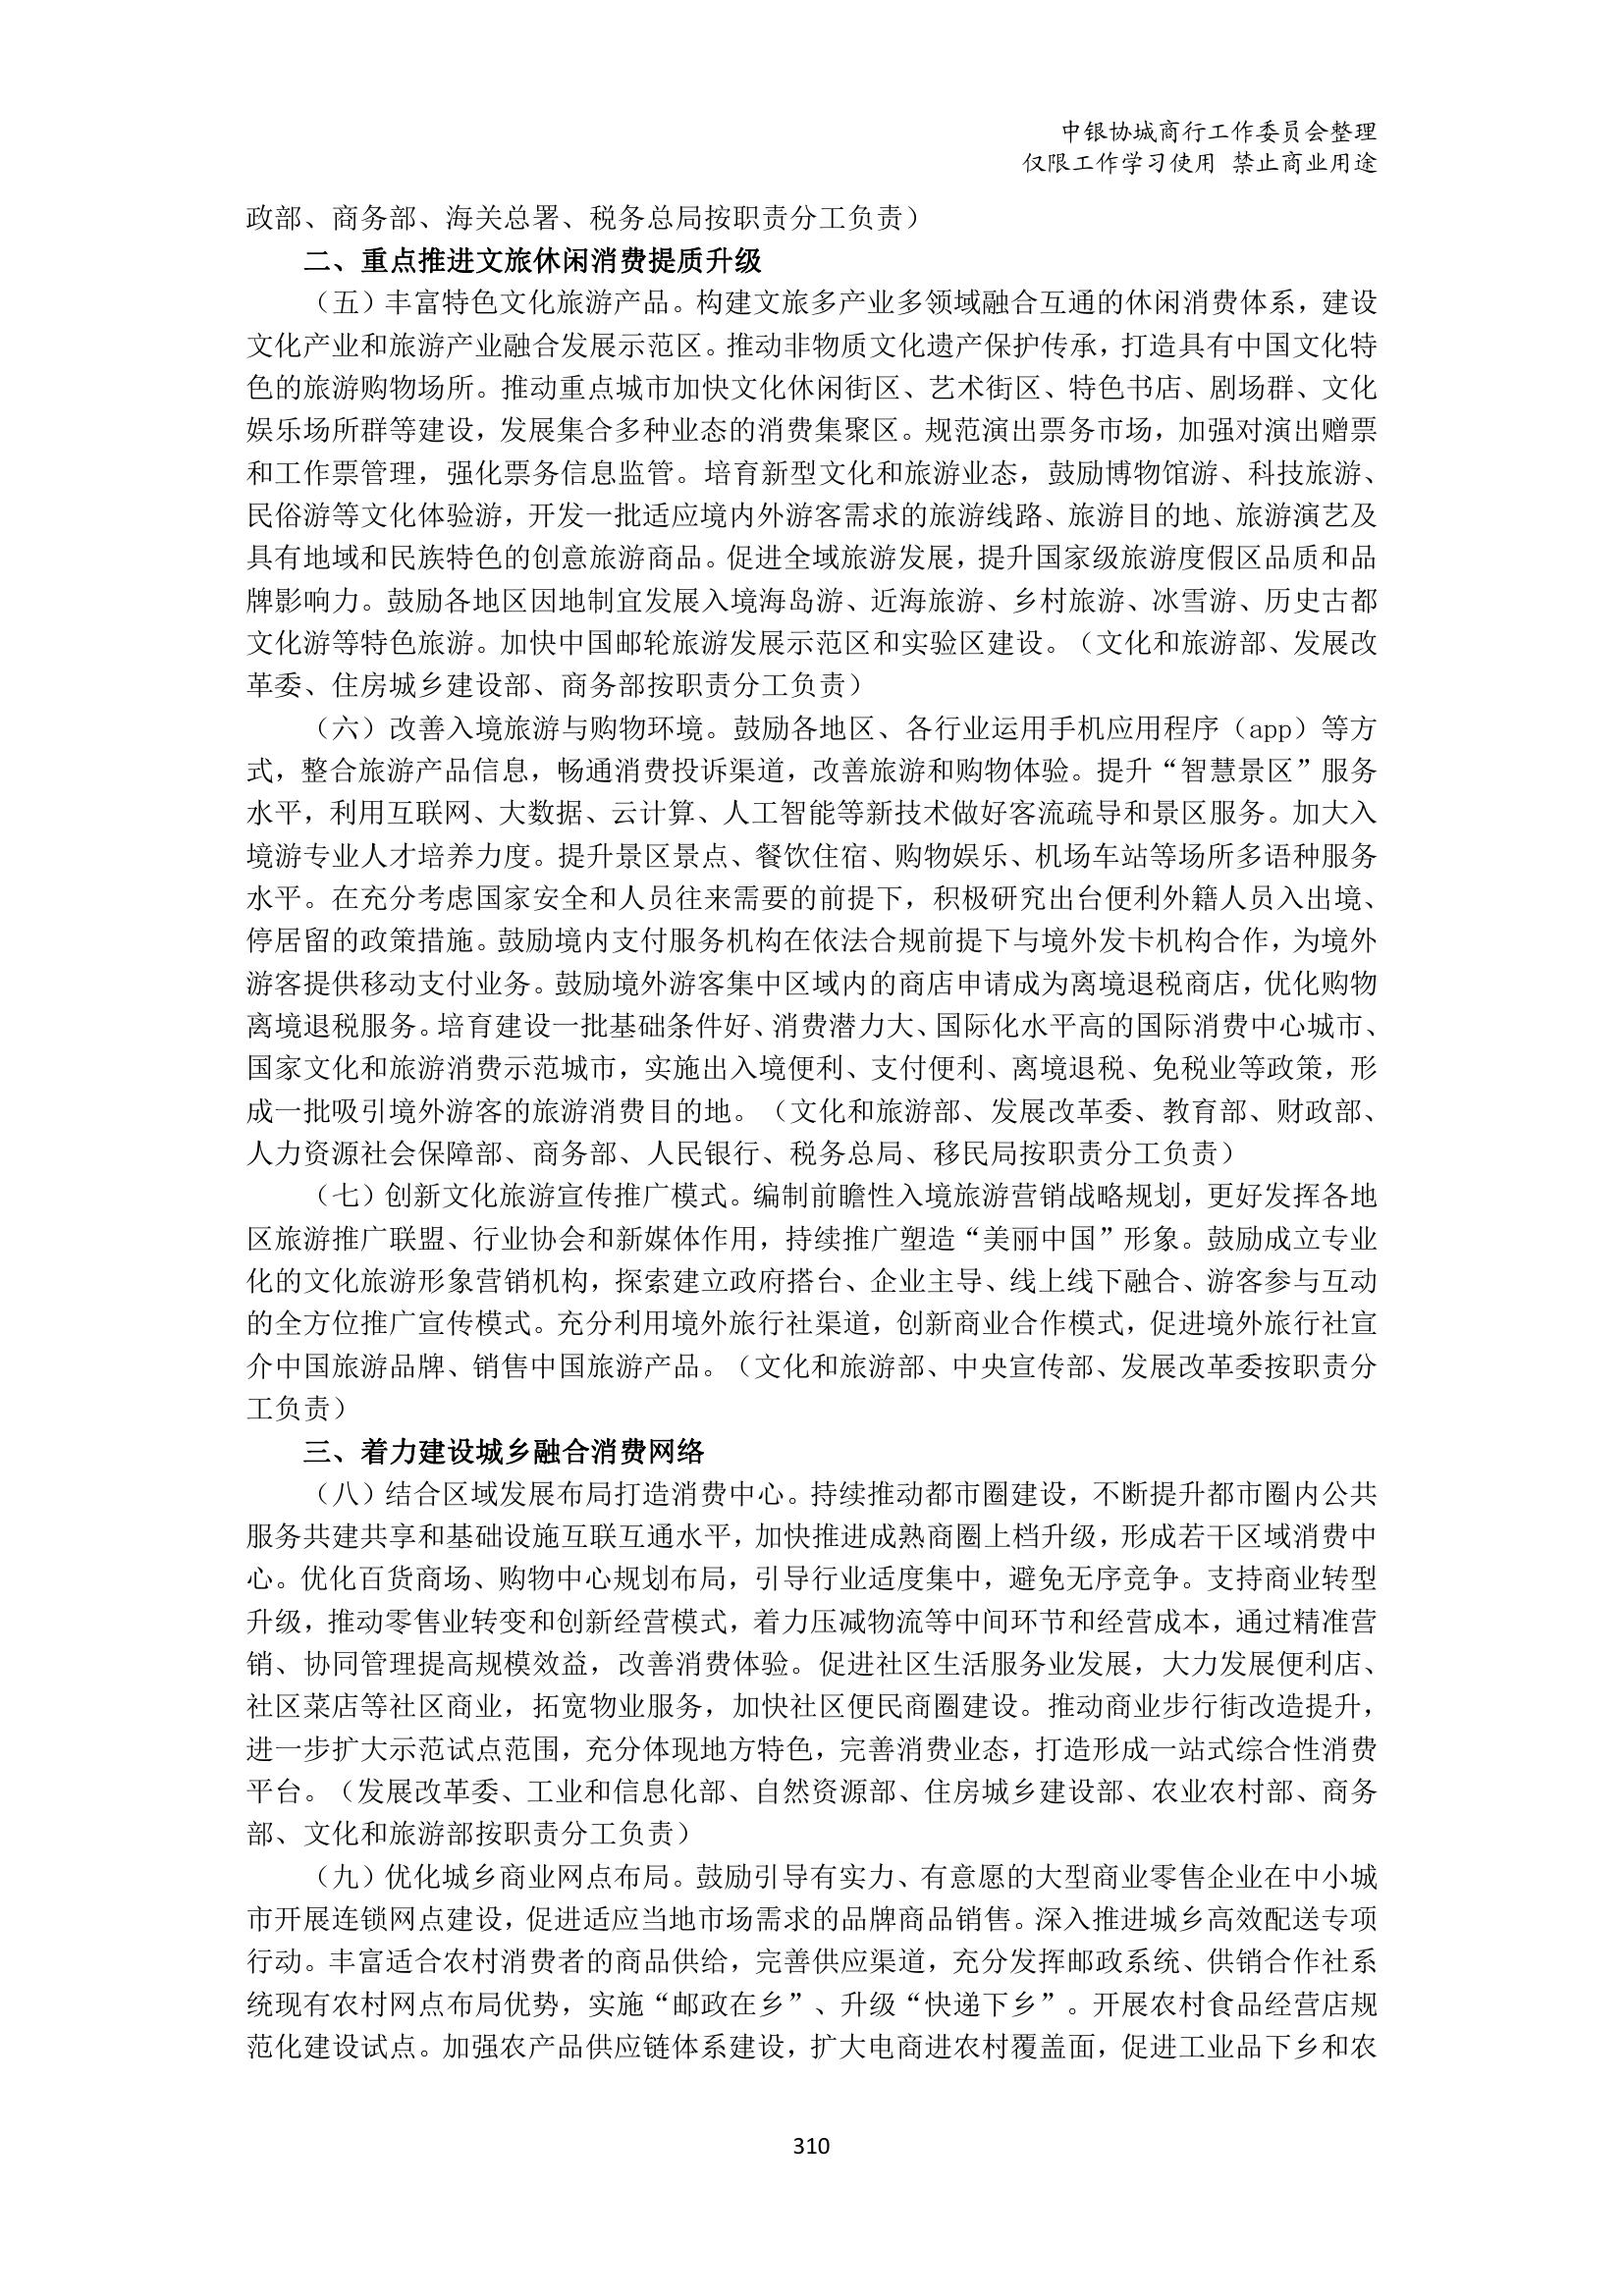 中银协城商行工作委员会整理
仅限工作学习使用 禁止商业用途
政部、商务部、海关总署、税务总局按职责分工负责）
二、重点推进文旅休闲消费提质升级
（五）丰富特色文化旅游产品。构建文旅多产业多领域融合互通的休闲消费体系，建设
文化产业和旅游产业融合发展示范区。推动非物质文化遗产保护传承，打造具有中国文化特
色的旅游购物场所。推动重点城市加快文化休闲街区、艺术街区、特色书店、剧场群、文化
娱乐场所群等建设，发展集合多种业态的消费集聚区。规范演出票务市场，加强对演出赠票
和工作票管理，强化票务信息监管。培育新型文化和旅游业态，鼓励博物馆游、科技旅游、
民俗游等文化体验游，开发一批适应境内外游客需求的旅游线路、旅游目的地、旅游演艺及
具有地域和民族特色的创意旅游商品。促进全域旅游发展，提升国家级旅游度假区品质和品
牌影响力。鼓励各地区因地制宜发展入境海岛游、近海旅游、乡村旅游、冰雪游、历史古都
文化游等特色旅游。加快中国邮轮旅游发展示范区和实验区建设。（文化和旅游部、发展改
革委、住房城乡建设部、商务部按职责分工负责）
（六）改善入境旅游与购物环境。鼓励各地区、各行业运用手机应用程序（app）等方
式，整合旅游产品信息，畅通消费投诉渠道，改善旅游和购物体验。提升“智慧景区”服务
水平，利用互联网、大数据、云计算、人工智能等新技术做好客流疏导和景区服务。加大入
境游专业人才培养力度。提升景区景点、餐饮住宿、购物娱乐、机场车站等场所多语种服务
水平。在充分考虑国家安全和人员往来需要的前提下，积极研究出台便利外籍人员入出境、
停居留的政策措施。鼓励境内支付服务机构在依法合规前提下与境外发卡机构合作，为境外
游客提供移动支付业务。鼓励境外游客集中区域内的商店申请成为离境退税商店，优化购物
离境退税服务。培育建设一批基础条件好、消费潜力大、国际化水平高的国际消费中心城市、
国家文化和旅游消费示范城市，实施出入境便利、支付便利、离境退税、免税业等政策，形
成一批吸引境外游客的旅游消费目的地。（文化和旅游部、发展改革委、教育部、财政部、
人力资源社会保障部、商务部、人民银行、税务总局、移民局按职责分工负责）
（七）创新文化旅游宣传推广模式。编制前瞻性入境旅游营销战略规划，更好发挥各地
区旅游推广联盟、行业协会和新媒体作用，持续推广塑造“美丽中国”形象。鼓励成立专业
化的文化旅游形象营销机构，探索建立政府搭台、企业主导、线上线下融合、游客参与互动
的全方位推广宣传模式。充分利用境外旅行社渠道，创新商业合作模式，促进境外旅行社宣
介中国旅游品牌、销售中国旅游产品。（文化和旅游部、中央宣传部、发展改革委按职责分
工负责）
三、着力建设城乡融合消费网络
（八）结合区域发展布局打造消费中心。持续推动都市圈建设，不断提升都市圈内公共
服务共建共享和基础设施互联互通水平，加快推进成熟商圈上档升级，形成若干区域消费中
心。优化百货商场、购物中心规划布局，引导行业适度集中，避免无序竞争。支持商业转型
升级，推动零售业转变和创新经营模式，着力压减物流等中间环节和经营成本，通过精准营
销、协同管理提高规模效益，改善消费体验。促进社区生活服务业发展，大力发展便利店、
社区菜店等社区商业，拓宽物业服务，加快社区便民商圈建设。推动商业步行街改造提升，
进一步扩大示范试点范围，充分体现地方特色，完善消费业态，打造形成一站式综合性消费
平台。（发展改革委、工业和信息化部、自然资源部、住房城乡建设部、农业农村部、商务
部、文化和旅游部按职责分工负责）
（九）优化城乡商业网点布局。鼓励引导有实力、有意愿的大型商业零售企业在中小城
市开展连锁网点建设，促进适应当地市场需求的品牌商品销售。深入推进城乡高效配送专项
行动。丰富适合农村消费者的商品供给，完善供应渠道，充分发挥邮政系统、供销合作社系
统现有农村网点布局优势，实施“邮政在乡”、升级“快递下乡”。开展农村食品经营店规
范化建设试点。加强农产品供应链体系建设，扩大电商进农村覆盖面，促进工业品下乡和农
310